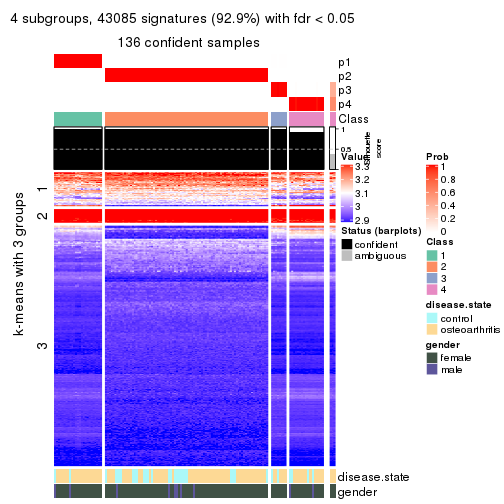 4 subgroups, 43085 signatures (92.9%) with fdr < 0.05
136 confident samples
p1
p2
p3
p4
Class
1
0.5
0
Silhouette
score
k-means with 3 groups
1
2
3
disease.state
gender
Value
3.3
3.2
3.1
3
2.9
Status (barplots)
confident
ambiguous
Prob
1
0.8
0.6
0.4
0.2
0
Class
1
2
3
4
disease.state
control
osteoarthritis
gender
female
male